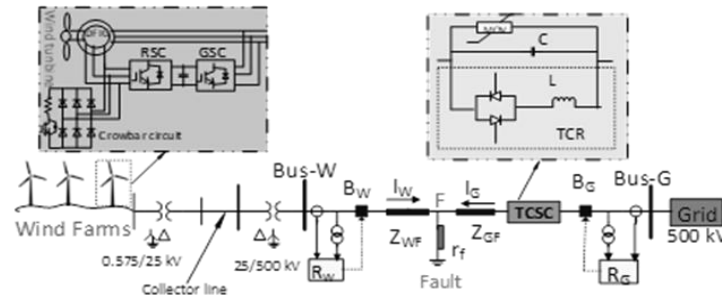 Wind turbine
DFIG
RSC
GSC
Crowbar circuit
MOV
C
L
TCR
Bus-W
B_W
I_W
F
I_G
TCSC
B_G
Bus-G
Grid
500 kV
Wind Farms
Z_WF
r_f
Z_GF
0.575/25 kV
25/500 kV
R_W
Fault
R_G
Collector line